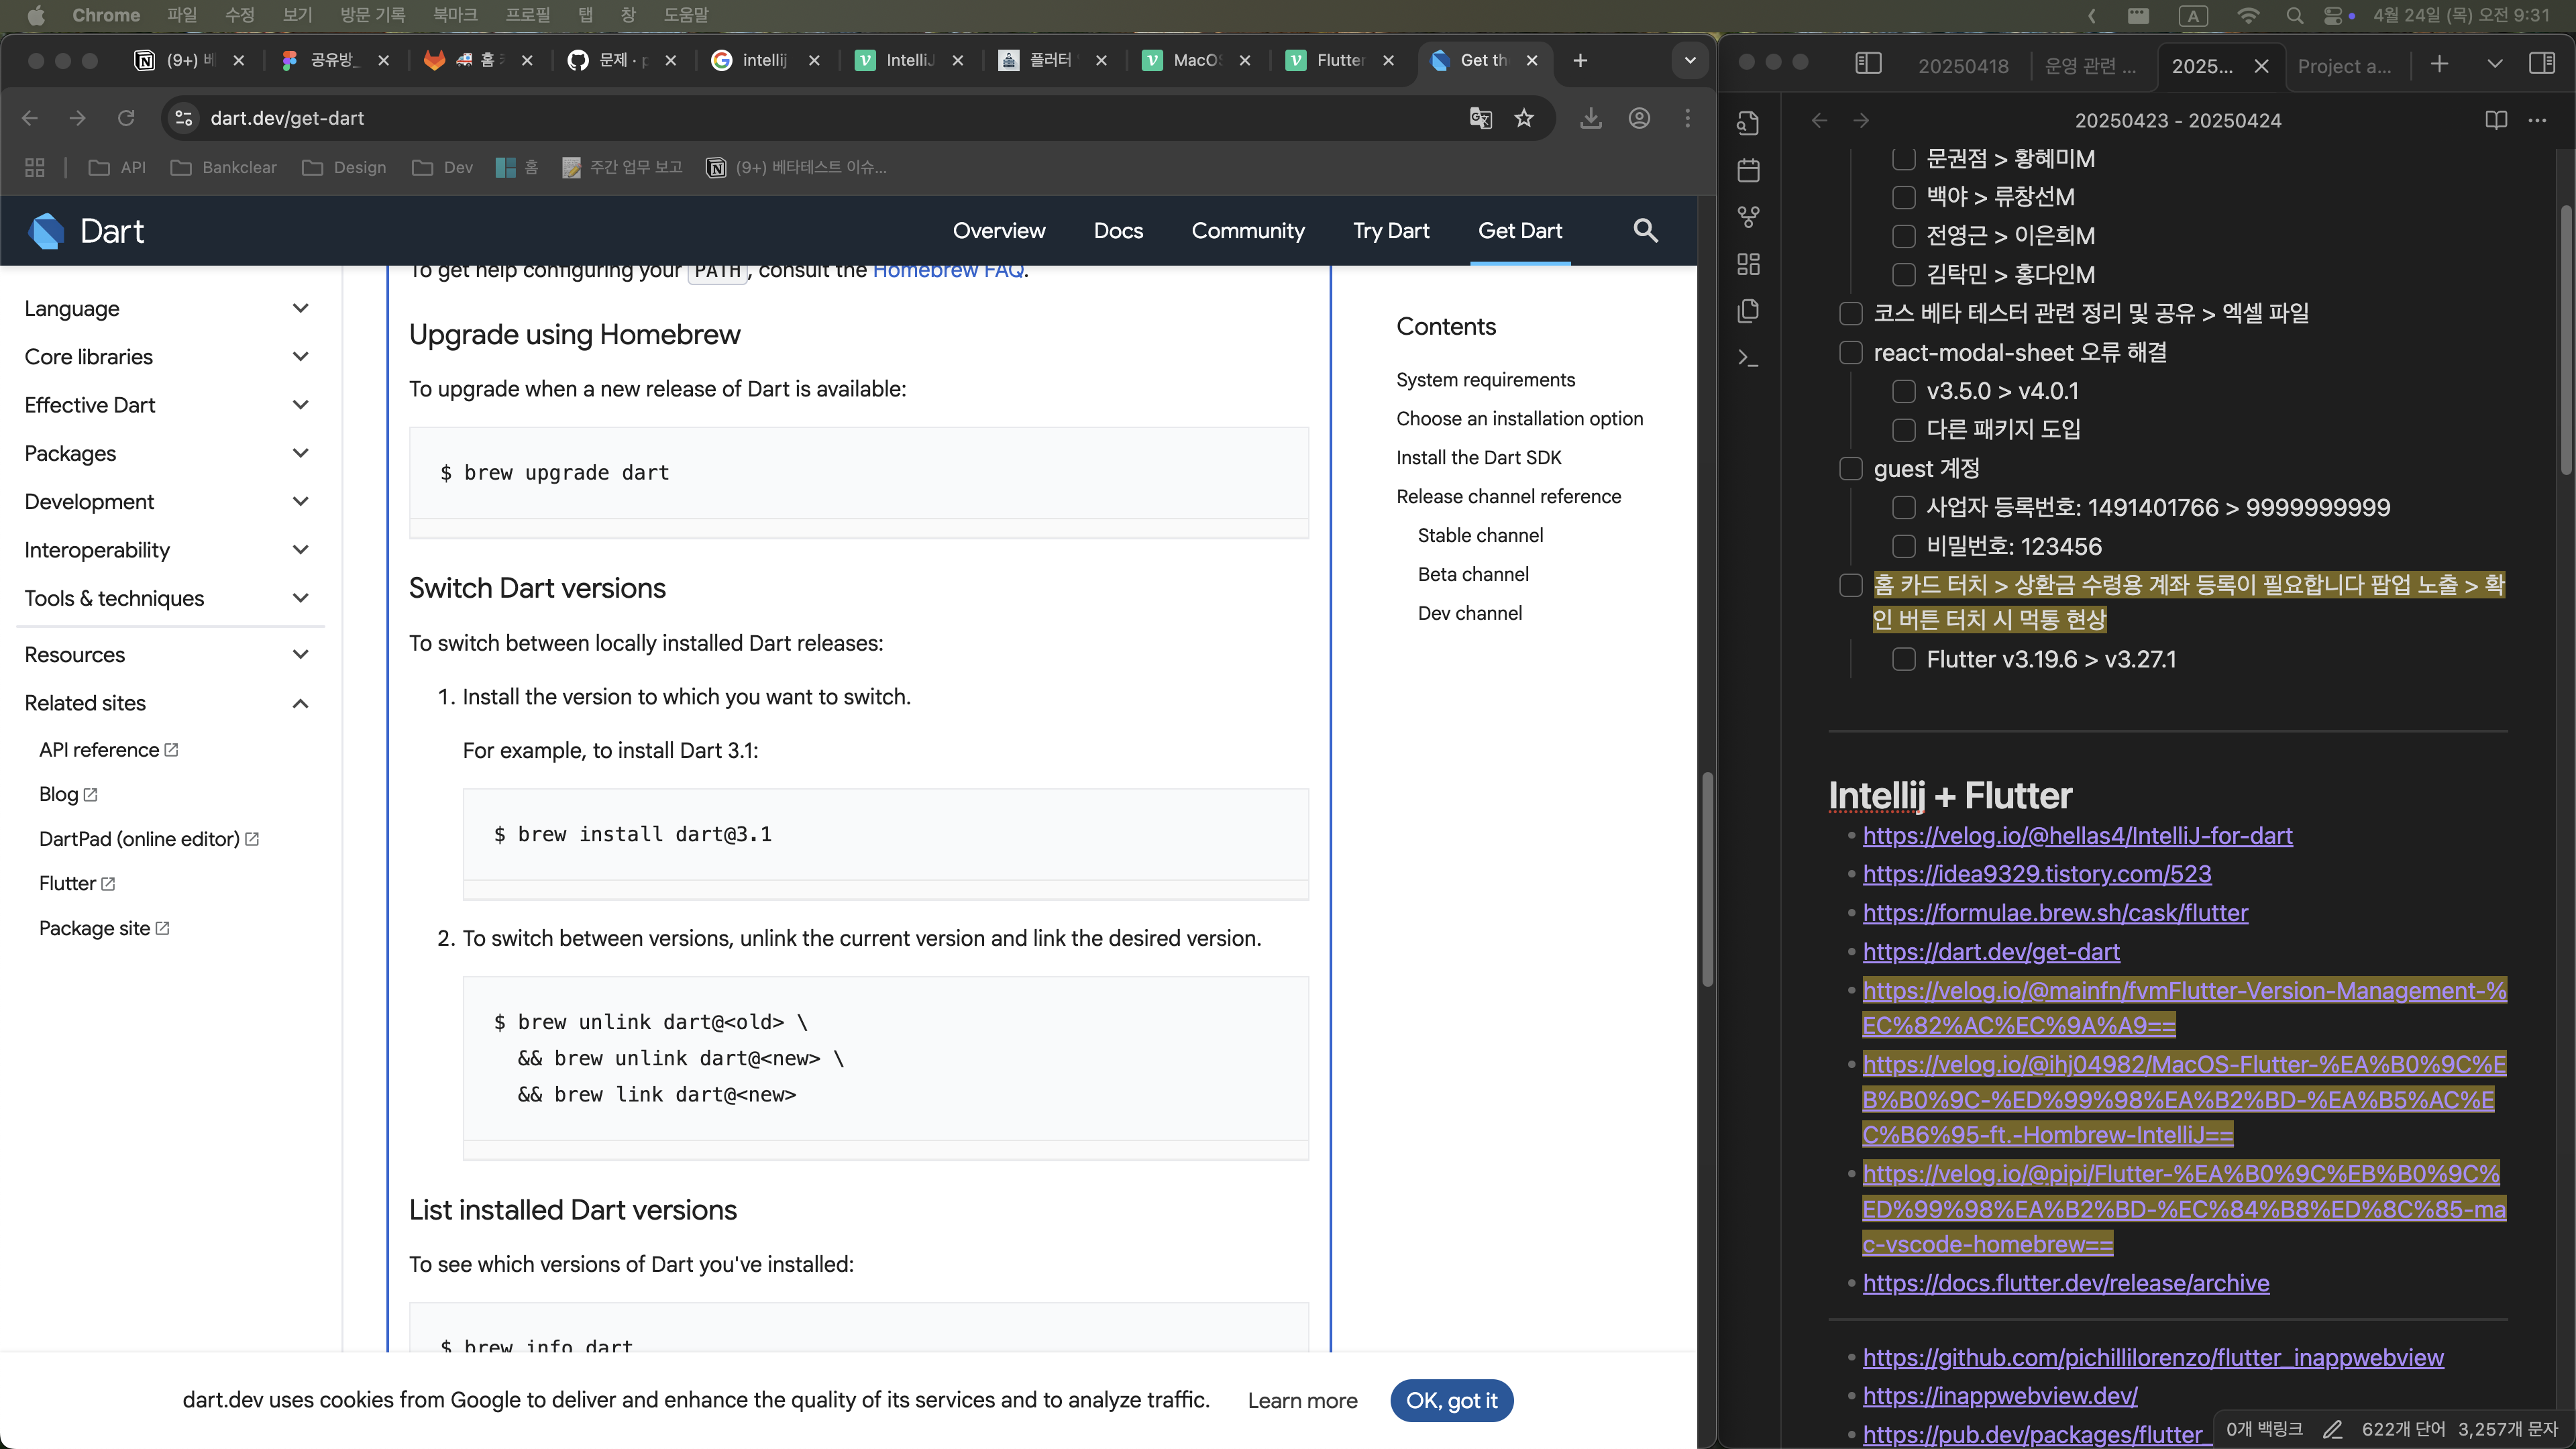 Chrome 파일 수정 보기 방문 기록 북마크 프로필 탭 창 도움말
A 4월 24일 (목) 오전 9:31
(9+) 베 공유방_ 홈 문제 · p intellij IntelliJ 플러터 MacOS Flutter Get th
dart.dev/get-dart
API Bankclear Design Dev 홈 주간 업무 보고 (9+) 베타테스트 이슈...
Dart
Overview Docs Community Try Dart Get Dart
Language
Core libraries
Effective Dart
Packages
Development
Interoperability
Tools & techniques
Resources
Related sites
API reference
Blog
DartPad (online editor)
Flutter
Package site
To get help configuring your PATH, consult the Homebrew FAQ.
Upgrade using Homebrew
To upgrade when a new release of Dart is available:
$ brew upgrade dart
Switch Dart versions
To switch between locally installed Dart releases:
1. Install the version to which you want to switch.
For example, to install Dart 3.1:
$ brew install dart@3.1
2. To switch between versions, unlink the current version and link the desired version.
$ brew unlink dart@<old> \
&& brew unlink dart@<new> \
&& brew link dart@<new>
List installed Dart versions
To see which versions of Dart you've installed:
$ brew info dart
Contents
System requirements
Choose an installation option
Install the Dart SDK
Release channel reference
Stable channel
Beta channel
Dev channel
dart.dev uses cookies from Google to deliver and enhance the quality of its services and to analyze traffic. Learn more OK, got it
20250418 운영 관련 ... 2025... Project a...
20250423 - 20250424
문권점 > 황혜미M
백야 > 류창선M
전영근 > 이은희M
김탁민 > 홍다인M
코스 베타 테스터 관련 정리 및 공유 > 엑셀 파일
react-modal-sheet 오류 해결
v3.5.0 > v4.0.1
다른 패키지 도입
guest 계정
사업자 등록번호: 1491401766 > 9999999999
비밀번호: 123456
홈 카드 터치 > 상환금 수령용 계좌 등록이 필요합니다 팝업 노출 > 확
인 버튼 터치 시 먹통 현상
Flutter v3.19.6 > v3.27.1
Intellij + Flutter
https://velog.io/@hellas4/IntelliJ-for-dart
https://idea9329.tistory.com/523
https://formulae.brew.sh/cask/flutter
https://dart.dev/get-dart
https://velog.io/@mainfn/fvmFlutter-Version-Management-%
EC%82%AC%EC%9A%A9==
https://velog.io/@ihj04982/MacOS-Flutter-%EA%B0%9C%E
B%B0%9C-%ED%99%98%EA%B2%BD-%EA%B5%AC%E
C%B6%95-ft.-Hombrew-IntelliJ==
https://velog.io/@pipi/Flutter-%EA%B0%9C%EB%B0%9C%
ED%99%98%EA%B2%BD-%EC%84%B8%ED%8C%85-ma
c-vscode-homebrew==
https://docs.flutter.dev/release/archive
https://github.com/pichillilorenzo/flutter_inappwebview
https://inappwebview.dev/
https://pub.dev/packages/flutter_
0개 백링크 622개 단어 3,257개 문자